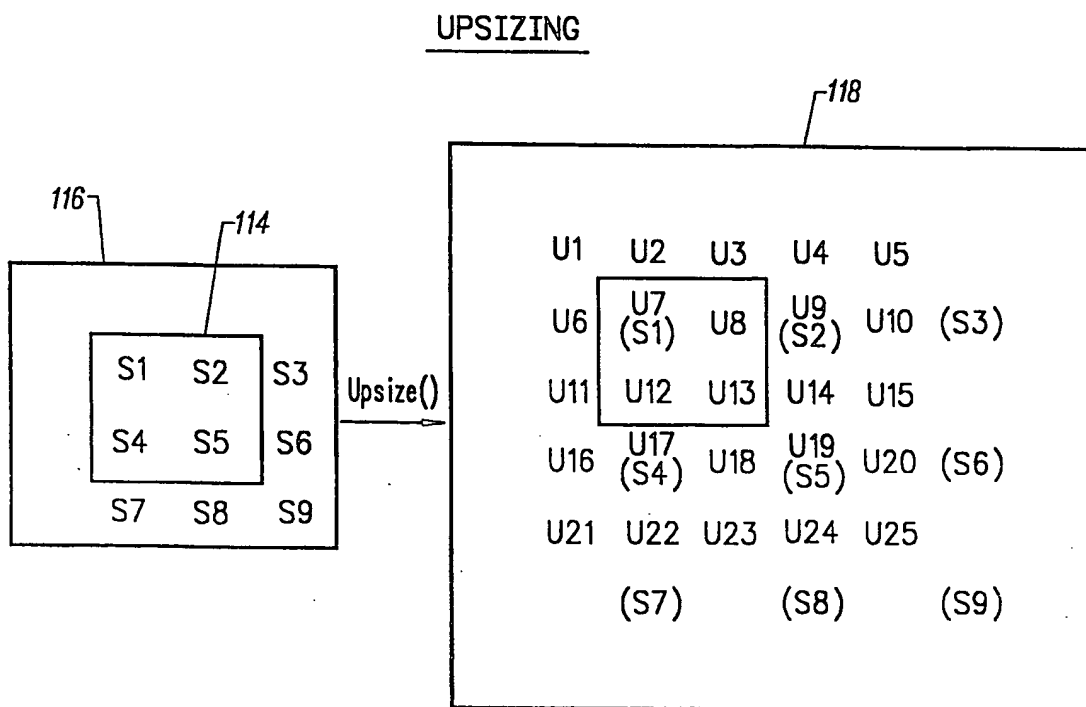 UPSIZING
118
116
114
U1 U2 U3 U4 U5
U6 U7 U8 U9 U10 (S3)
(S1) (S2)
S1 S2 S3
Upsize()
U11 U12 U13 U14 U15
S4 S5 S6
U16 U17 U18 U19 U20 (S6)
(S4) (S5)
S7 S8 S9
U21 U22 U23 U24 U25
(S7) (S8) (S9)